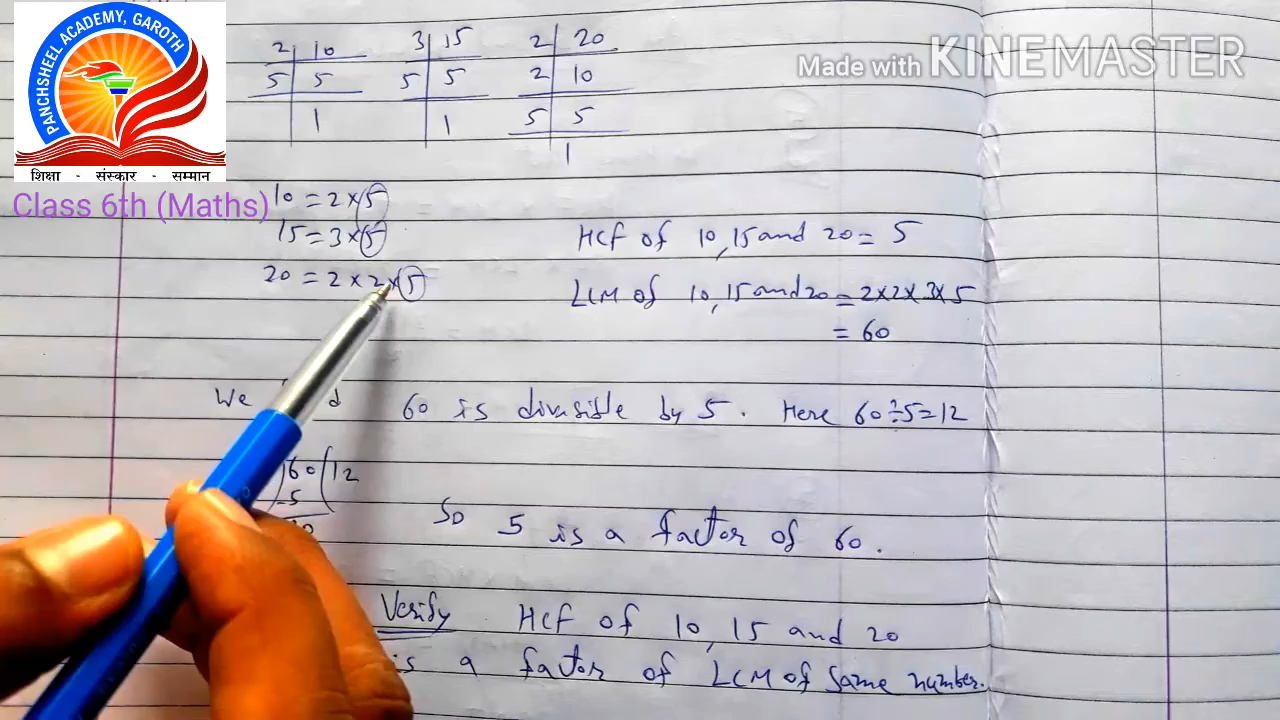 PANCHSHEEL ACADEMY, GAROTH
शिक्षा - संस्कार - सम्मान
Class 6th (Maths)
Made with KINEMASTER
2 | 10
5 | 5
1
3 | 15
5 | 5
1
2 | 20
2 | 10
5 | 5
1
10 = 2 × 5
15 = 3 × 5
20 = 2 × 2 × 5
HCF of 10, 15 and 20 = 5
LCM of 10, 15 and 20 = 2×2×3×5
= 60
We 60 is divisible by 5. Here 60 ÷ 5 = 12
)60(12
-5
So 5 is a factor of 60.
Verify HCF of 10, 15 and 20
is a factor of LCM of same number.